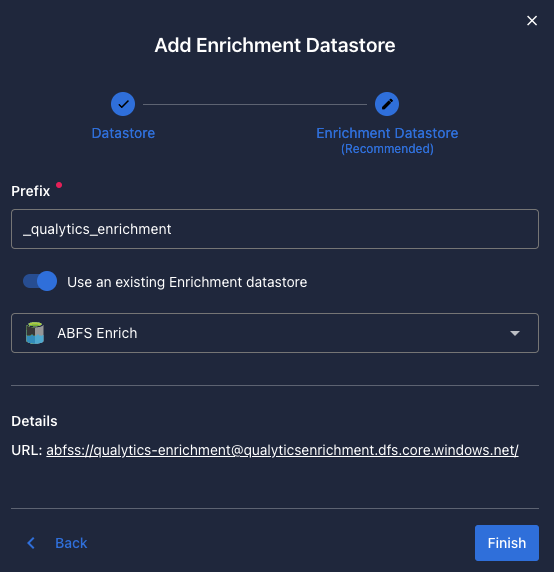 Add Enrichment Datastore
Datastore
Enrichment Datastore
(Recommended)
Prefix
_qualytics_enrichment
Use an existing Enrichment datastore
ABFS Enrich
Details
URL: abfss://qualytics-enrichment@qualyticsenrichment.dfs.core.windows.net/
Back
Finish